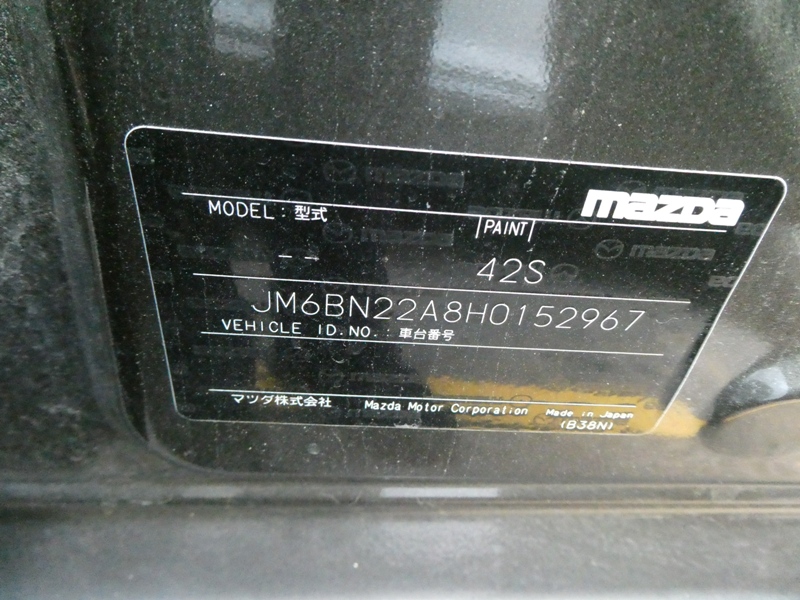 mazda
MODEL : 型式
PAINT
-- 42S
JM6BN22A8H0152967
VEHICLE ID.NO. : 車台番号
マツダ株式会社 Mazda Motor Corporation Made in Japan
(B38N)